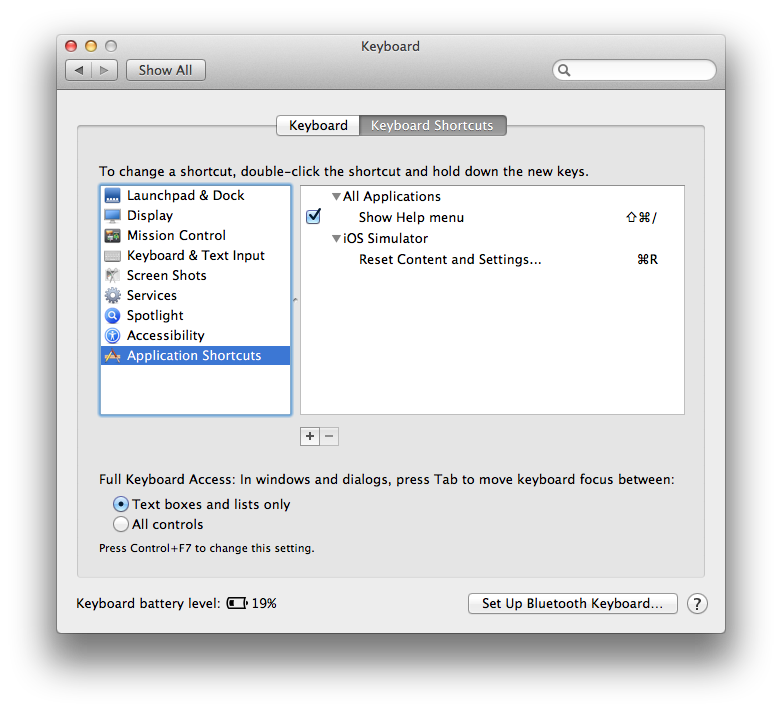 Keyboard
Show All
Keyboard Keyboard Shortcuts
To change a shortcut, double-click the shortcut and hold down the new keys.
Launchpad & Dock
Display
Mission Control
Keyboard & Text Input
Screen Shots
Services
Spotlight
Accessibility
Application Shortcuts
All Applications
Show Help menu ⇧⌘/
iOS Simulator
Reset Content and Settings... ⌘R
Full Keyboard Access: In windows and dialogs, press Tab to move keyboard focus between:
Text boxes and lists only
All controls
Press Control+F7 to change this setting.
Keyboard battery level: 19%
Set Up Bluetooth Keyboard... ?